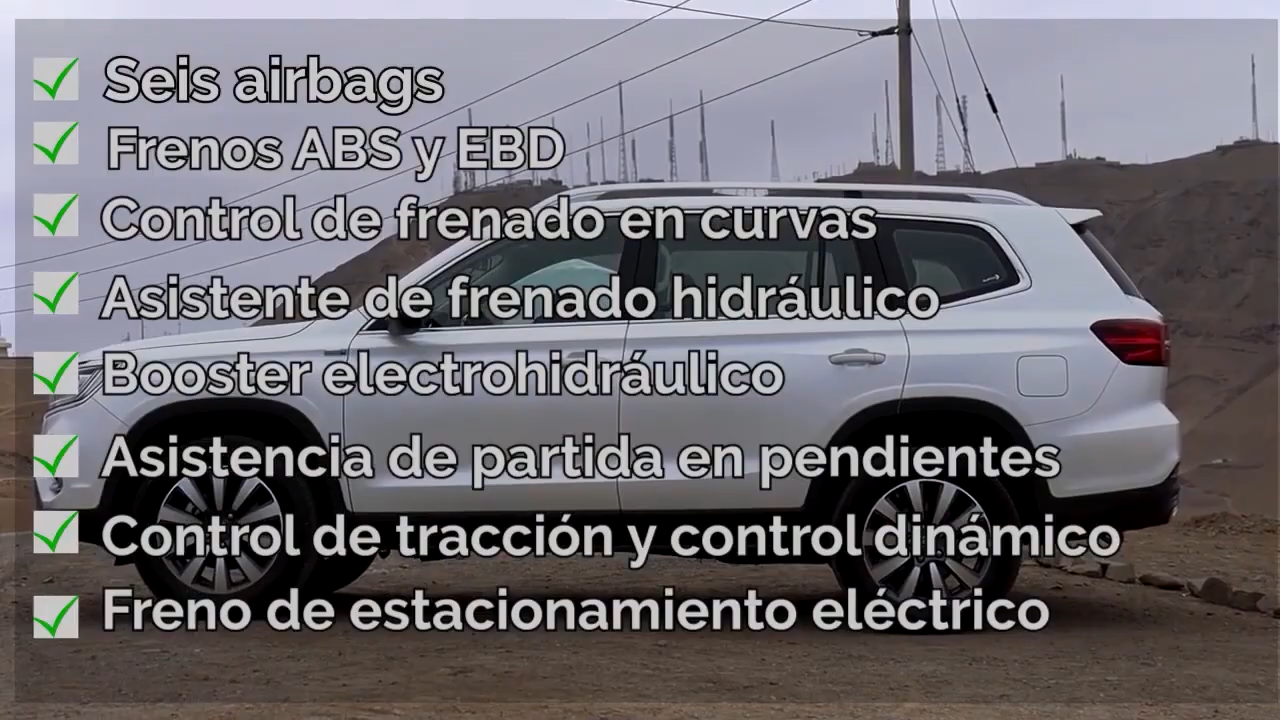 Seis airbags
Frenos ABS y EBD
Control de frenado en curvas
Asistente de frenado hidráulico
Booster electrohidráulico
Asistencia de partida en pendientes
Control de tracción y control dinámico
Freno de estacionamiento eléctrico